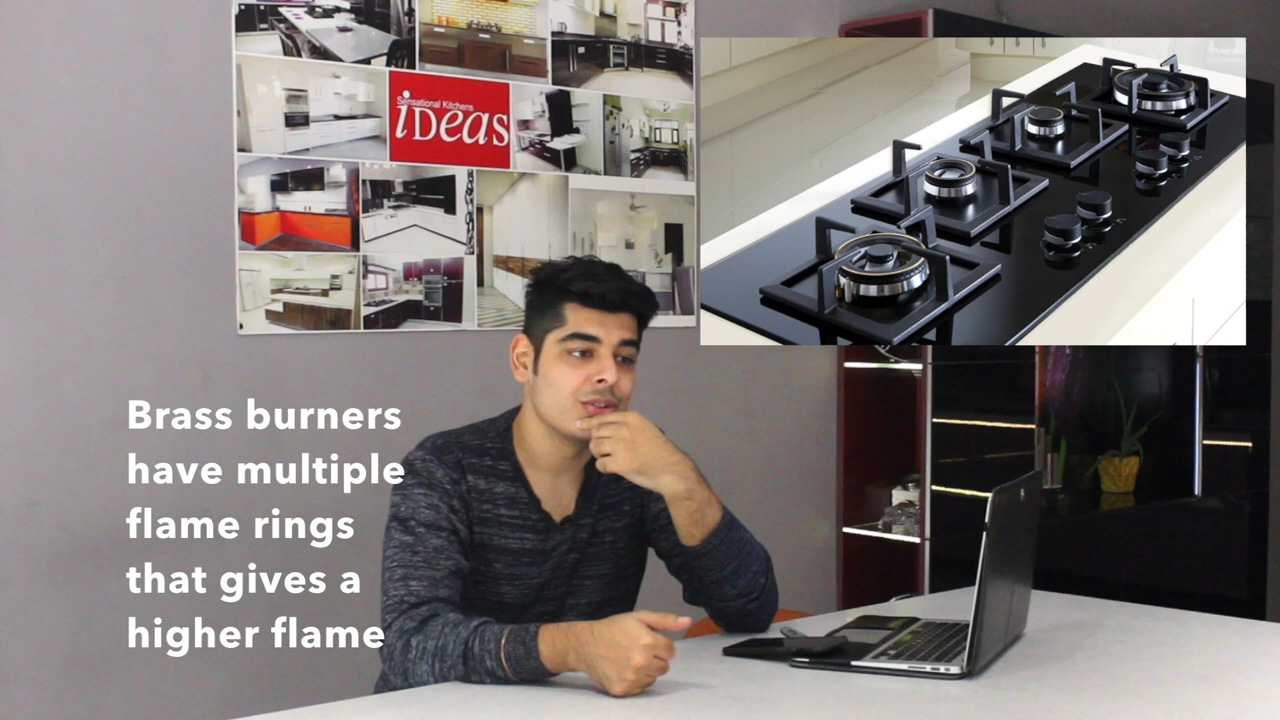 Sensational Kitchens
iDeas
Brass burners
have multiple
flame rings
that gives a
higher flame